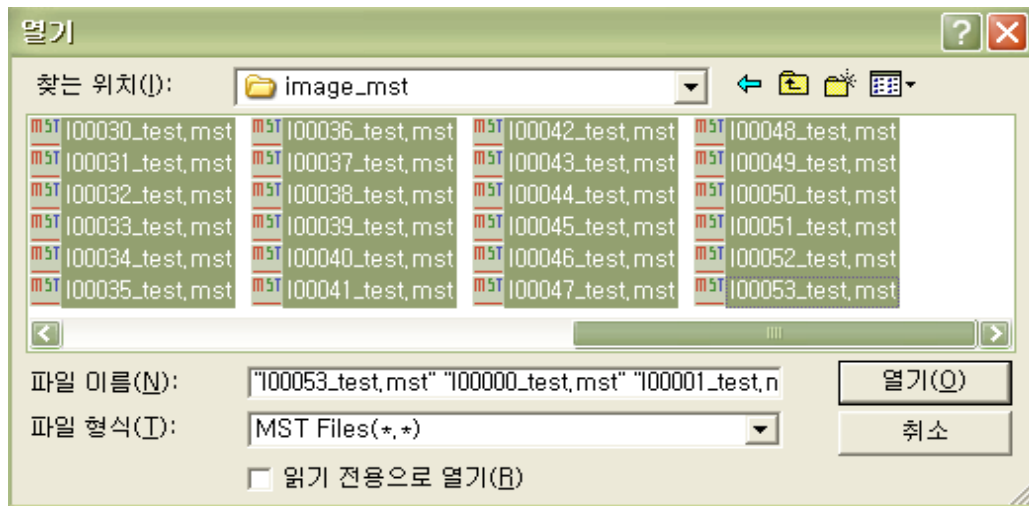 열기
찾는 위치(I): image_mst
I00030_test.mst I00036_test.mst I00042_test.mst I00048_test.mst
I00031_test.mst I00037_test.mst I00043_test.mst I00049_test.mst
I00032_test.mst I00038_test.mst I00044_test.mst I00050_test.mst
I00033_test.mst I00039_test.mst I00045_test.mst I00051_test.mst
I00034_test.mst I00040_test.mst I00046_test.mst I00052_test.mst
I00035_test.mst I00041_test.mst I00047_test.mst I00053_test.mst
파일 이름(N): "I00053_test.mst" "I00000_test.mst" "I00001_test.n 열기(O)
파일 형식(T): MST Files(*.*) 취소
읽기 전용으로 열기(R)